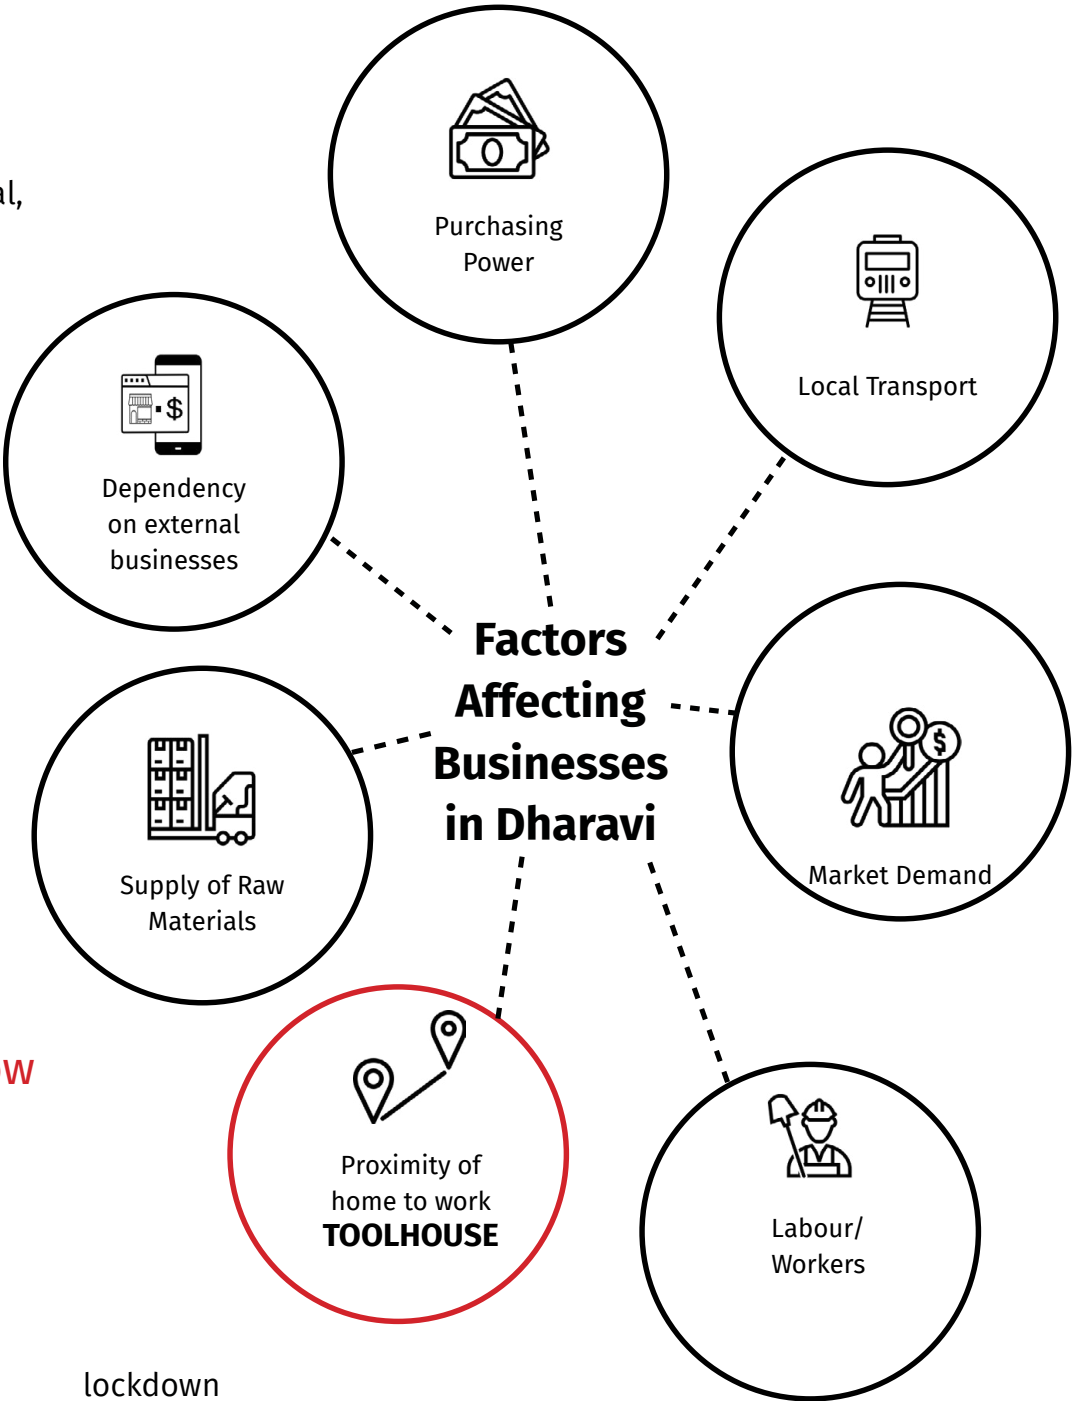 al,
Purchasing
Power
Local Transport
$
Dependency
on external
businesses
Factors
Affecting
Businesses
in Dharavi
$
Market Demand
Supply of Raw
Materials
ow
Proximity of
home to work
TOOLHOUSE
Labour/
Workers
lockdown